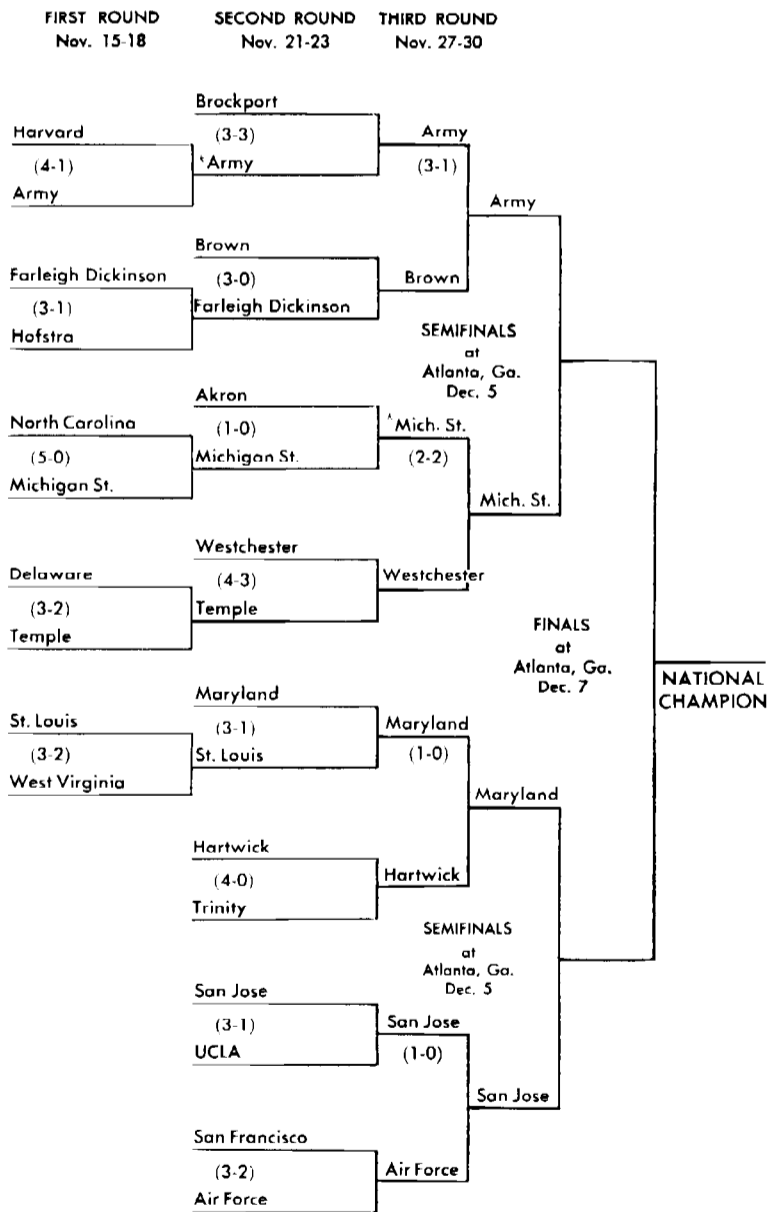 FIRST ROUND
Nov. 15-18
SECOND ROUND
Nov. 21-23
THIRD ROUND
Nov. 27-30
Harvard
(4-1)
Army
Farleigh Dickinson
(3-1)
Hofstra
North Carolina
(5-0)
Michigan St.
Delaware
(3-2)
Temple
St. Louis
(3-2)
West Virginia
Brockport
(3-3)
*Army
Brown
(3-0)
Farleigh Dickinson
Akron
(1-0)
Michigan St.
Westchester
(4-3)
Temple
Maryland
(3-1)
St. Louis
Hartwick
(4-0)
Trinity
San Jose
(3-1)
UCLA
San Francisco
(3-2)
Air Force
Army
(3-1)
Brown
*Mich. St.
(2-2)
Westchester
Maryland
(1-0)
Hartwick
San Jose
(1-0)
Air Force
Army
SEMIFINALS
at
Atlanta, Ga.
Dec. 5
Mich. St.
Maryland
SEMIFINALS
at
Atlanta, Ga.
Dec. 5
San Jose
FINALS
at
Atlanta, Ga.
Dec. 7
NATIONAL
CHAMPION